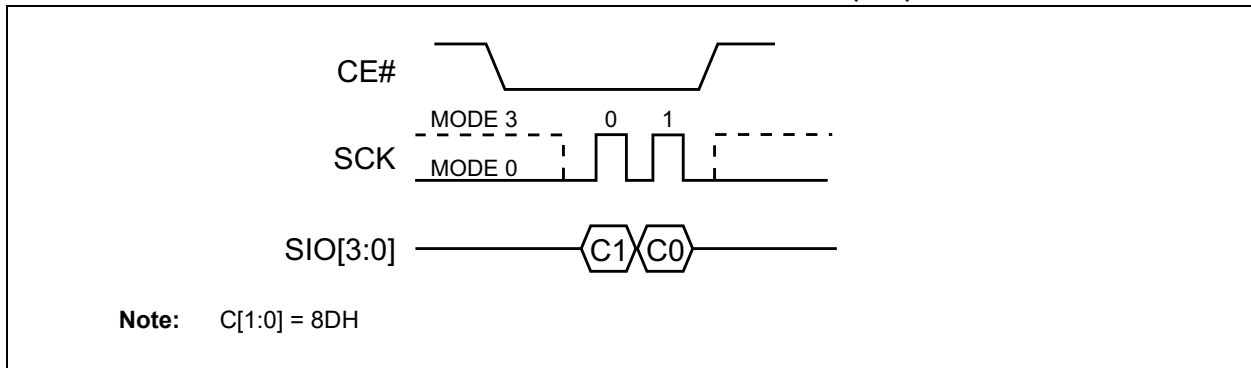 CE#
MODE 3 0 1
SCK
MODE 0
SIO[3:0] C1 C0
Note: C[1:0] = 8DH